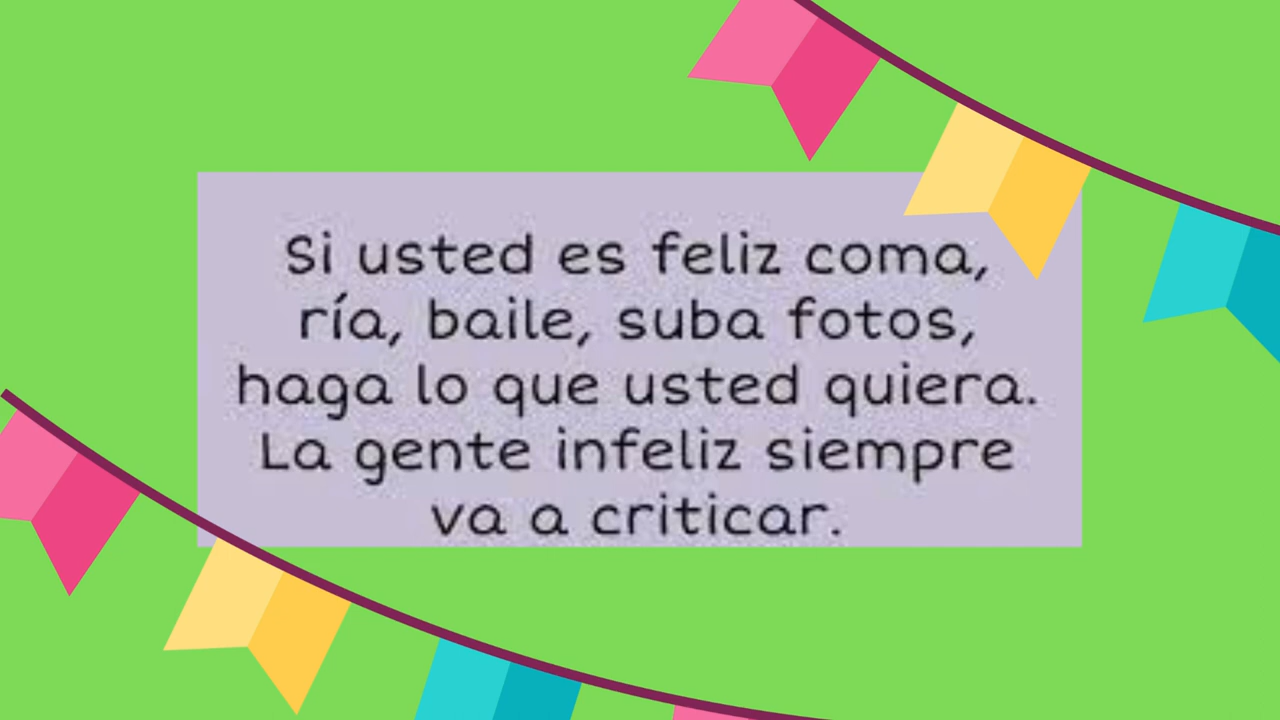 Si usted es feliz coma,
ría, baile, suba fotos,
haga lo que usted quiera.
La gente infeliz siempre
va a criticar.